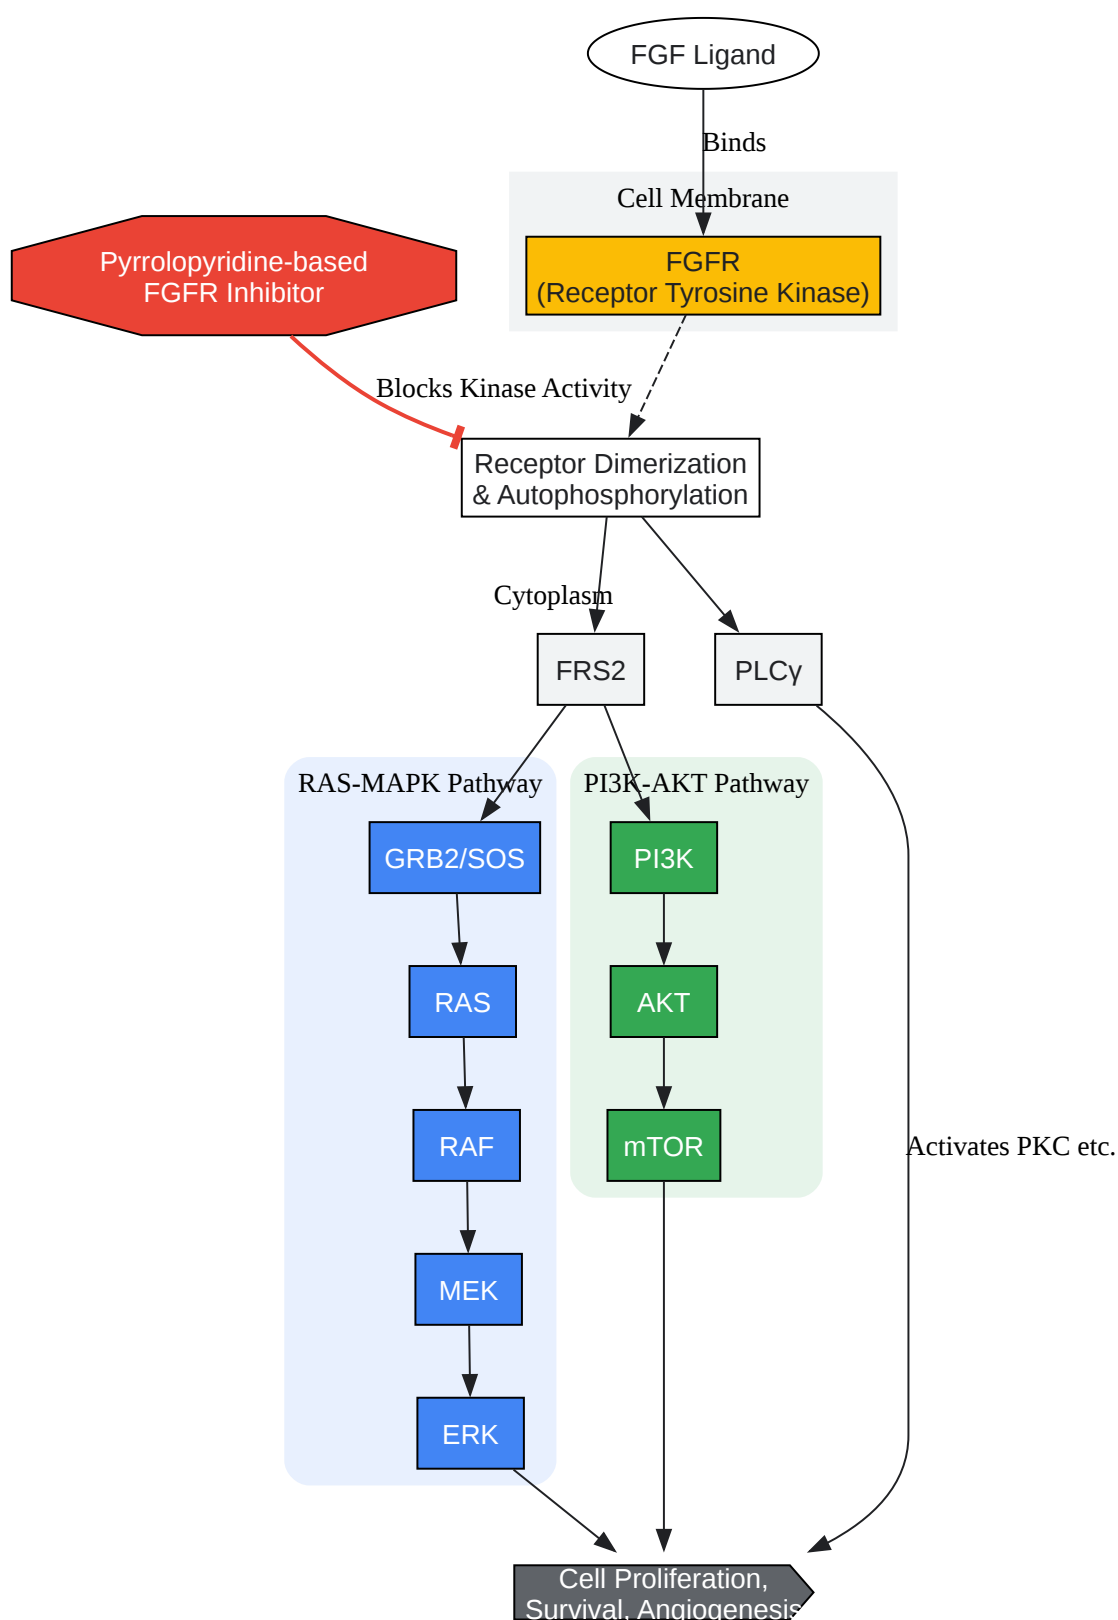 FGF Ligand
Binds
Cell Membrane
Pyrrolopyridine-based
FGFR Inhibitor
FGFR
(Receptor Tyrosine Kinase)
Blocks Kinase Activity
Receptor Dimerization
& Autophosphorylation
Cytoplasm
FRS2
PLCγ
RAS-MAPK Pathway
PI3K-AKT Pathway
GRB2/SOS
PI3K
RAS
AKT
RAF
mTOR
Activates PKC etc.
MEK
ERK
Cell Proliferation,
Survival, Angiogenesis